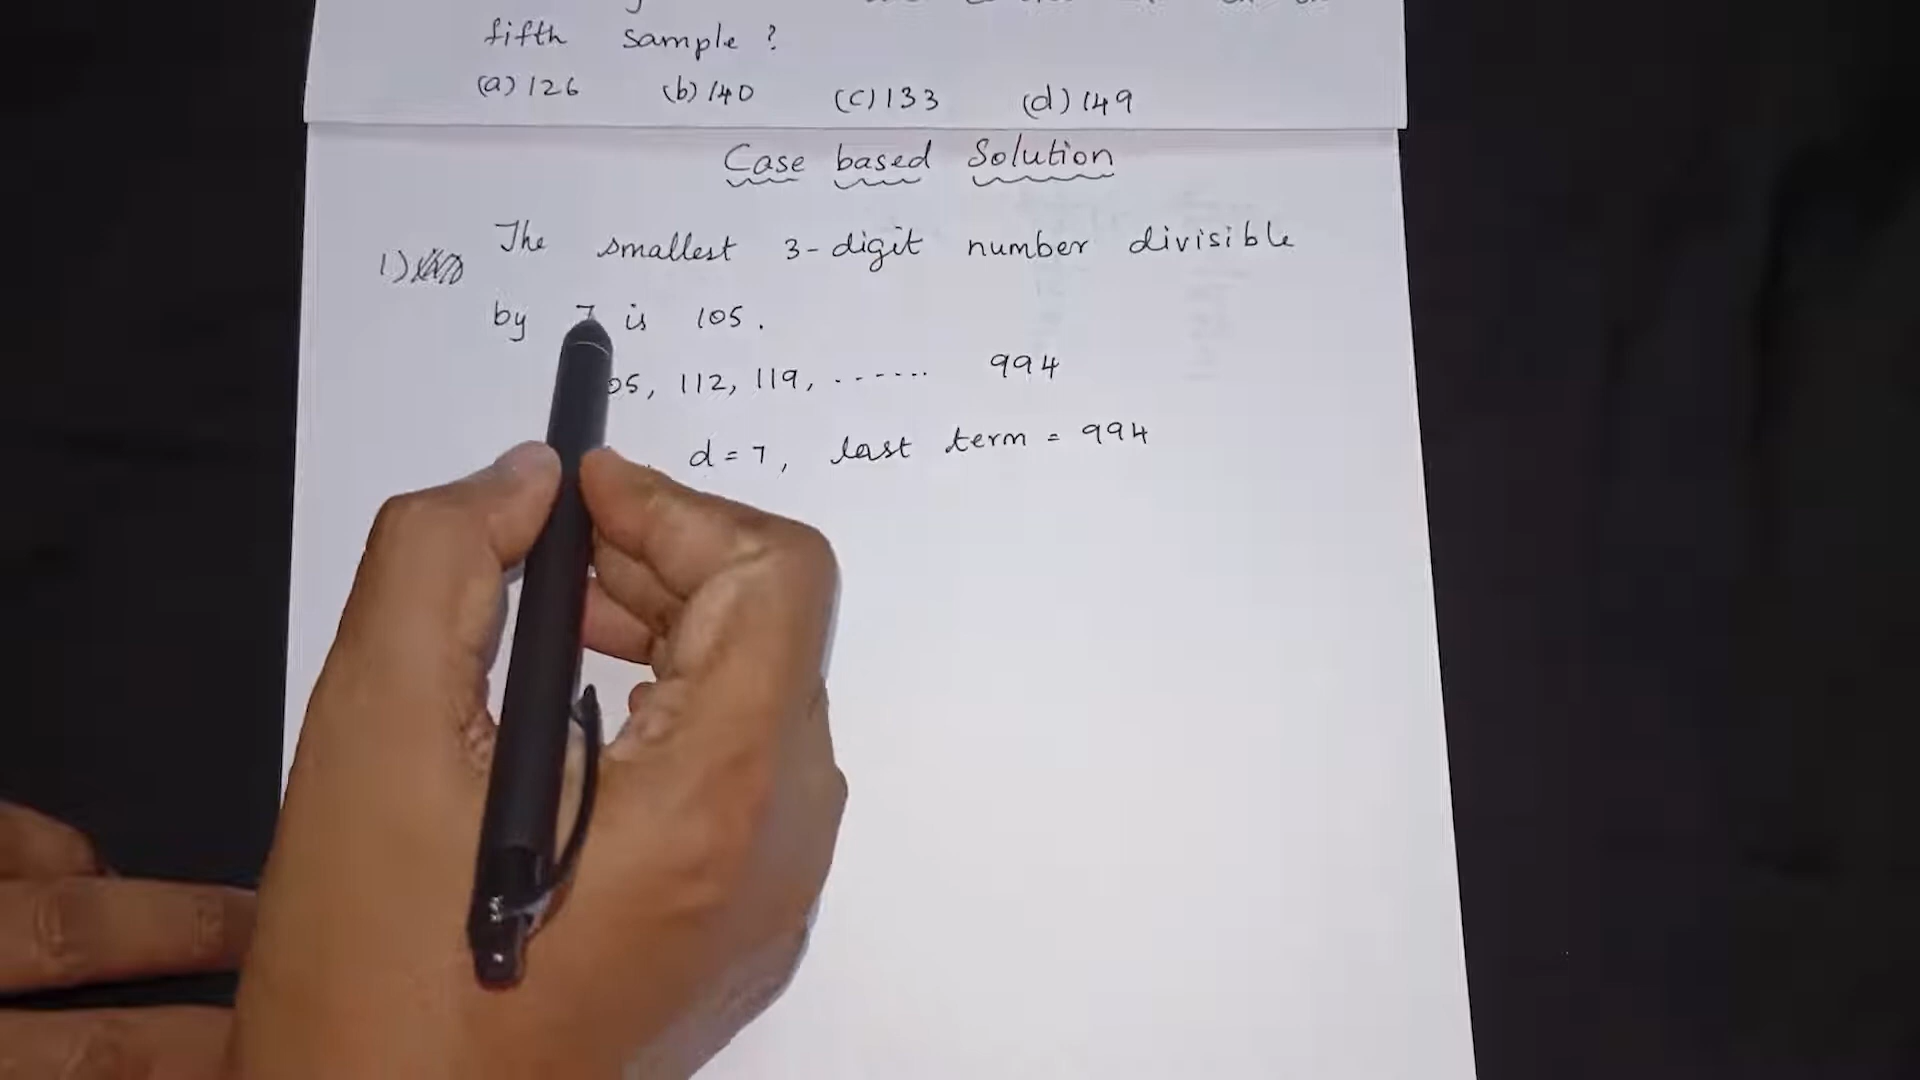 fifth sample ?
(a) 126 (b) 140 (c) 133 (d) 149
Case based Solution
1) The smallest 3-digit number divisible
by 7 is 105.
05, 112, 119, ....... 994
d = 7, last term = 994